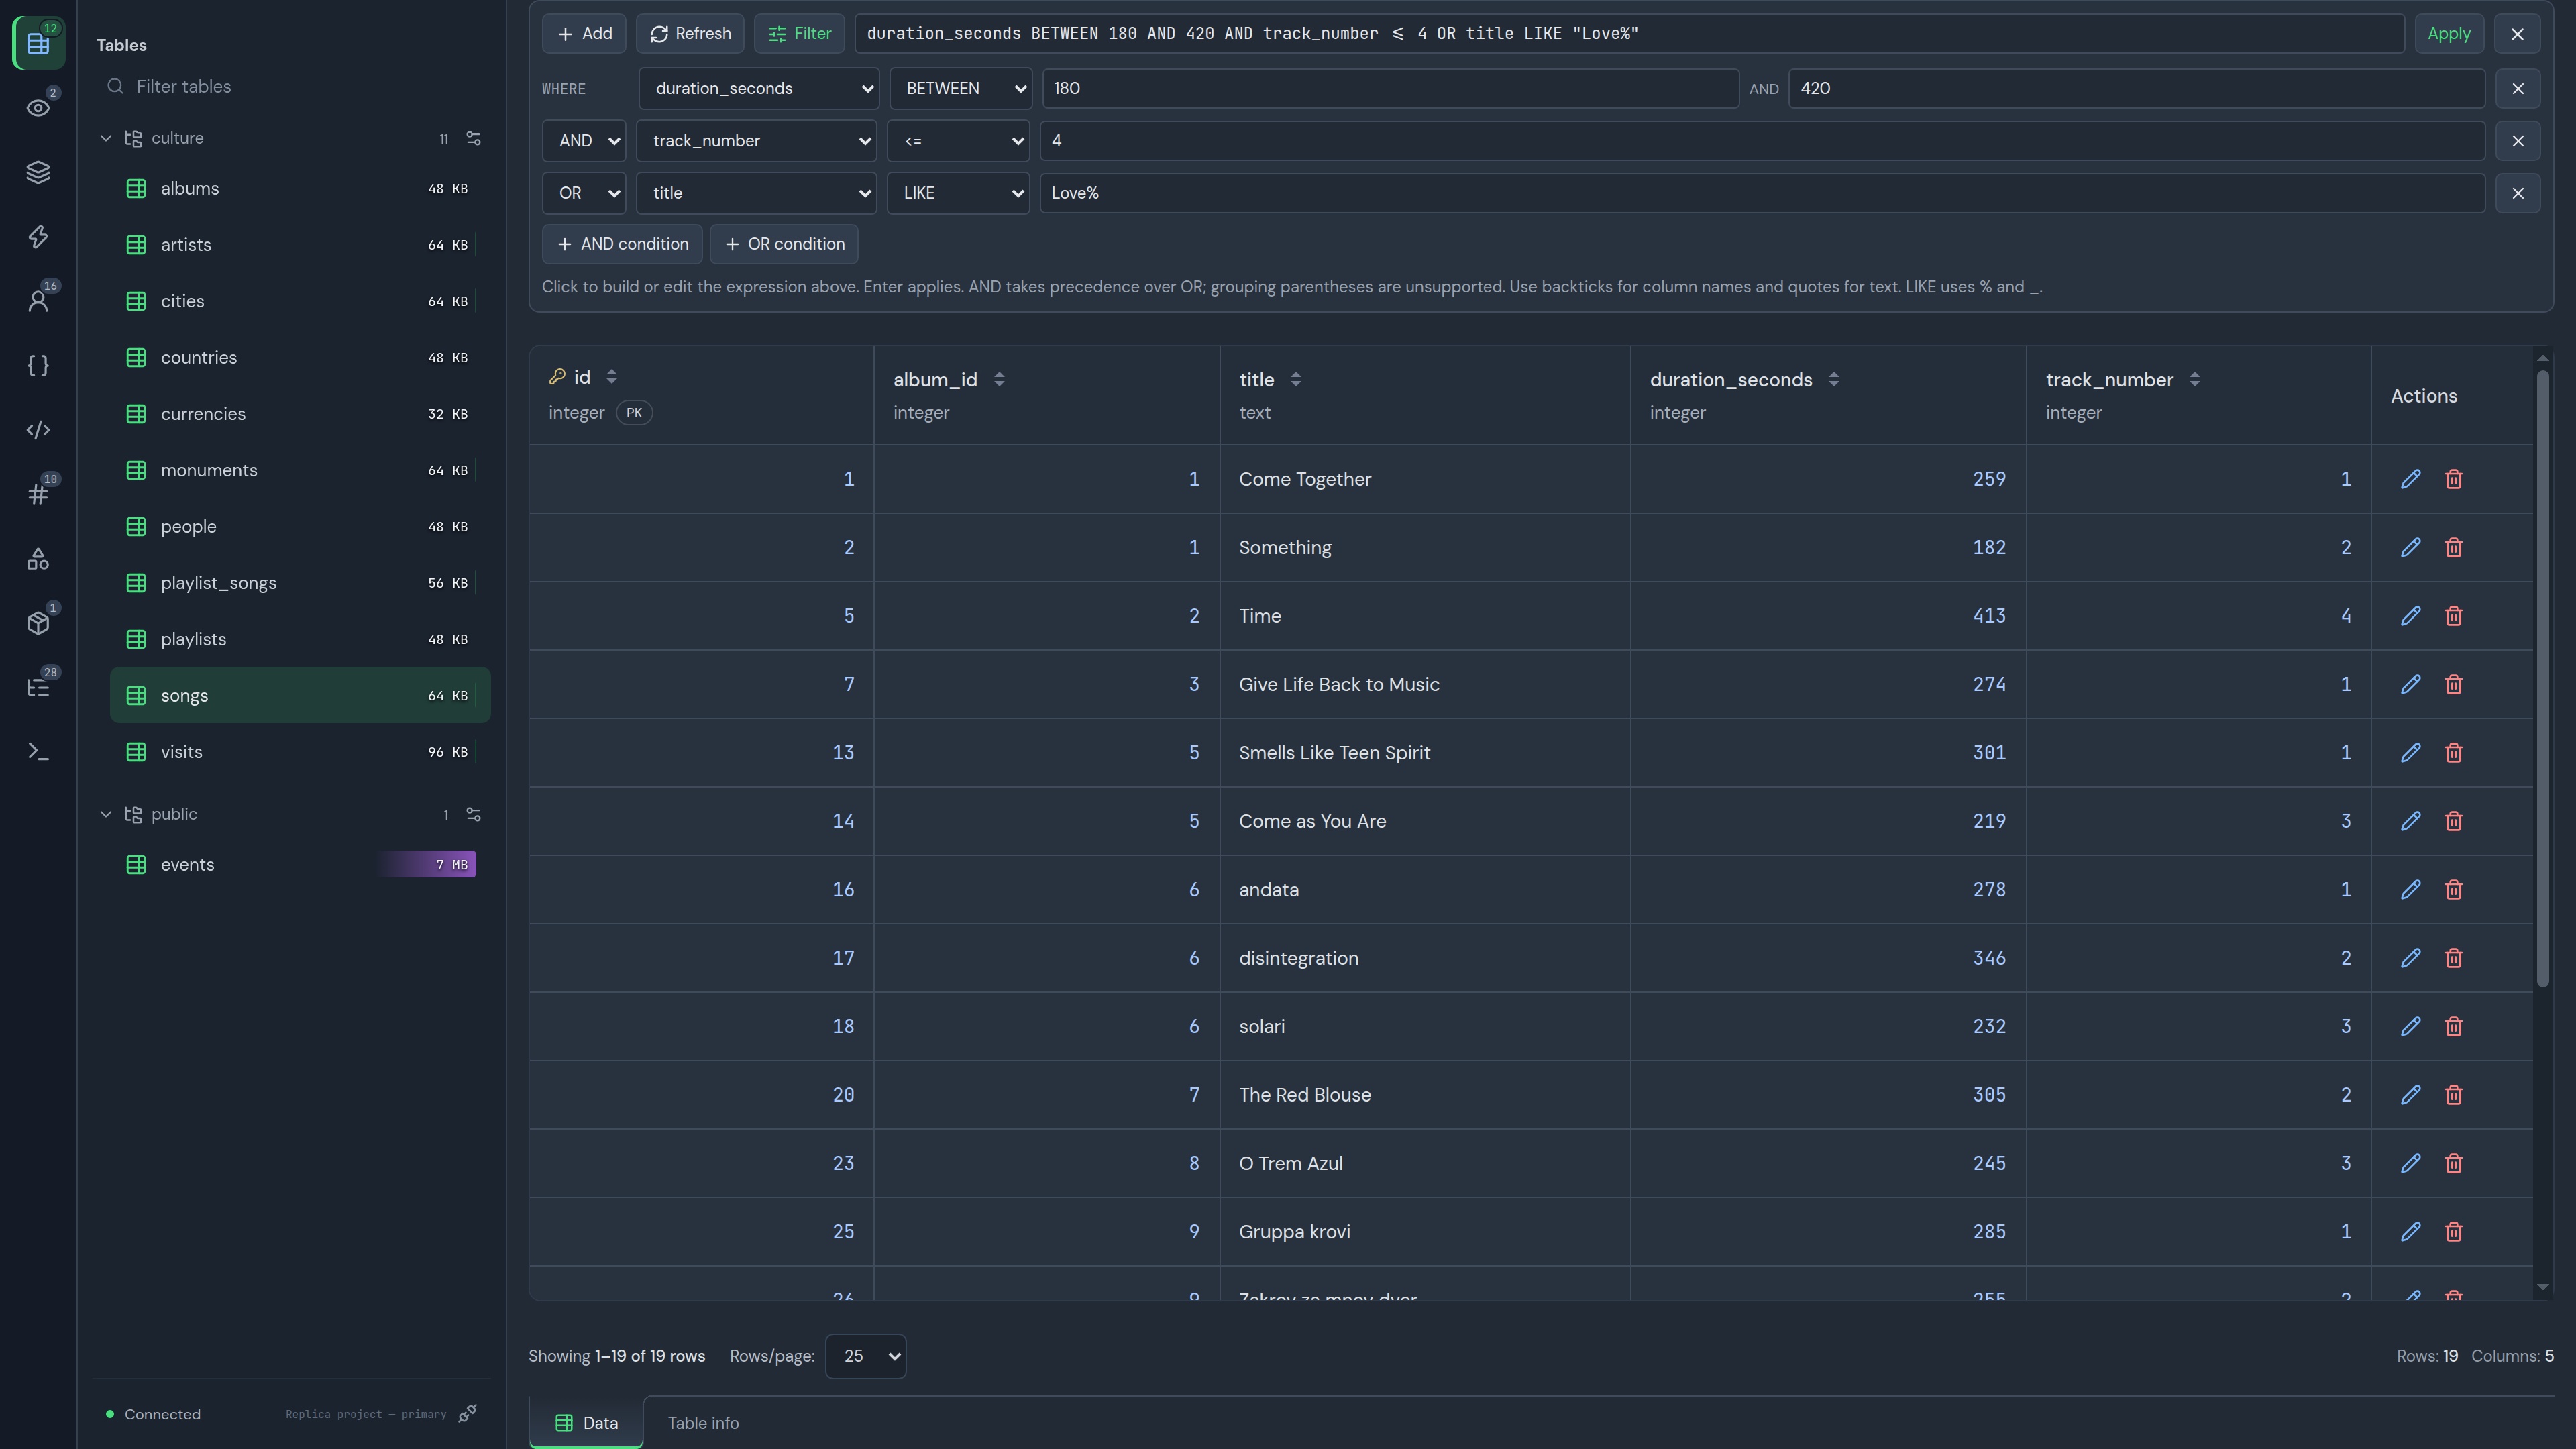 12
2
16
10
1
28
Tables
Filter tables
culture 11
albums 48 KB
artists 64 KB
cities 64 KB
countries 48 KB
currencies 32 KB
monuments 64 KB
people 48 KB
playlist_songs 56 KB
playlists 48 KB
songs 64 KB
visits 96 KB
public 1
events 7 MB
Connected Replica project — primary
Add Refresh Filter duration_seconds BETWEEN 180 AND 420 AND track_number <= 4 OR title LIKE "Love%" Apply
WHERE duration_seconds BETWEEN 180 AND 420
AND track_number <= 4
OR title LIKE Love%
AND condition OR condition
Click to build or edit the expression above. Enter applies. AND takes precedence over OR; grouping parentheses are unsupported. Use backticks for column names and quotes for text. LIKE uses % and _.
id album_id title duration_seconds track_number Actions
integer PK integer text integer integer
1 1 Come Together 259 1
2 1 Something 182 2
5 2 Time 413 4
7 3 Give Life Back to Music 274 1
13 5 Smells Like Teen Spirit 301 1
14 5 Come as You Are 219 3
16 6 andata 278 1
17 6 disintegration 346 2
18 6 solari 232 3
20 7 The Red Blouse 305 2
23 8 O Trem Azul 245 3
25 9 Gruppa krovi 285 1
26 9 Zakroy za mnoy dver 255 2
Showing 1–19 of 19 rows Rows/page: 25 Rows: 19 Columns: 5
Data Table info